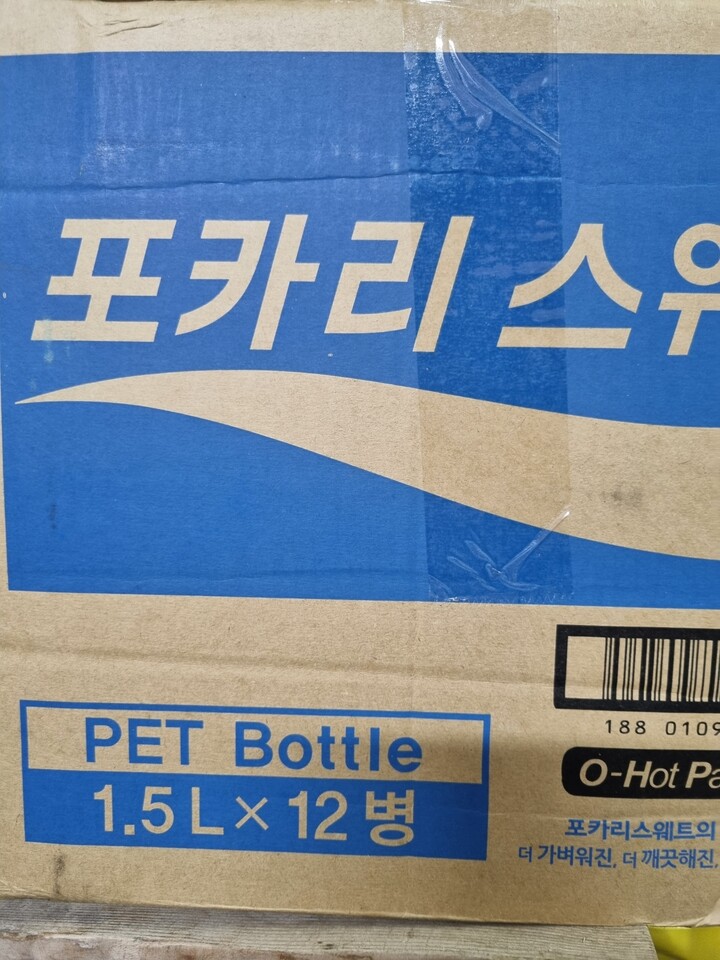 포카리 스웨
PET Bottle
1.5L×12병
188 0109
O-Hot Pa
포카리스웨트의
더 가벼워진, 더 깨끗해진,